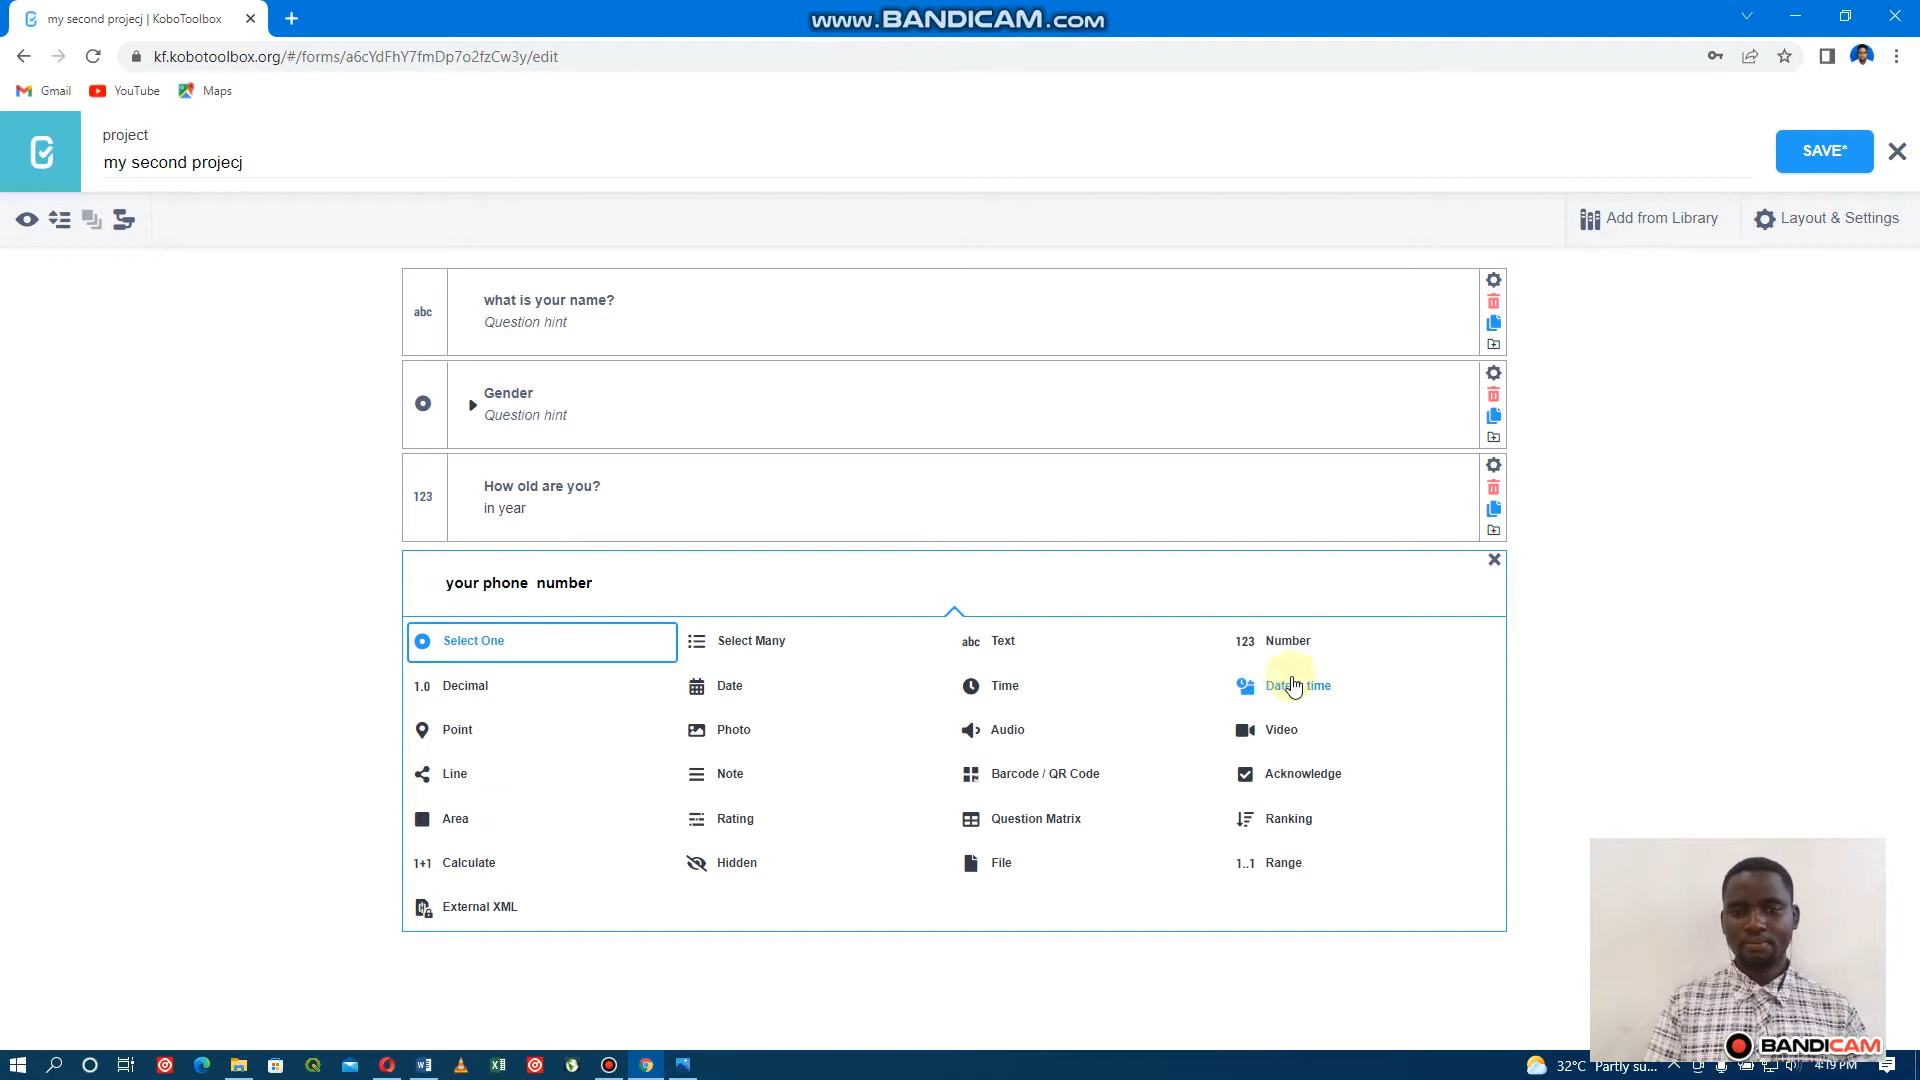 my second projecj | KoboToolbox
www.BANDICAM.com
kf.kobotoolbox.org/#/forms/a6cYdFhY7fmDp7o2fzCw3y/edit
Gmail YouTube Maps
project
my second projecj
SAVE*
Add from Library Layout & Settings
abc what is your name?
Question hint
Gender
Question hint
123 How old are you?
in year
your phone number
Select One Select Many abc Text 123 Number
1.0 Decimal Date Time time
Point Photo Audio Video
Line Note Barcode / QR Code Acknowledge
Area Rating Question Matrix Ranking
1+1 Calculate Hidden File 1..1 Range
External XML
BANDICAM
32°C Partly su... 4:19 PM